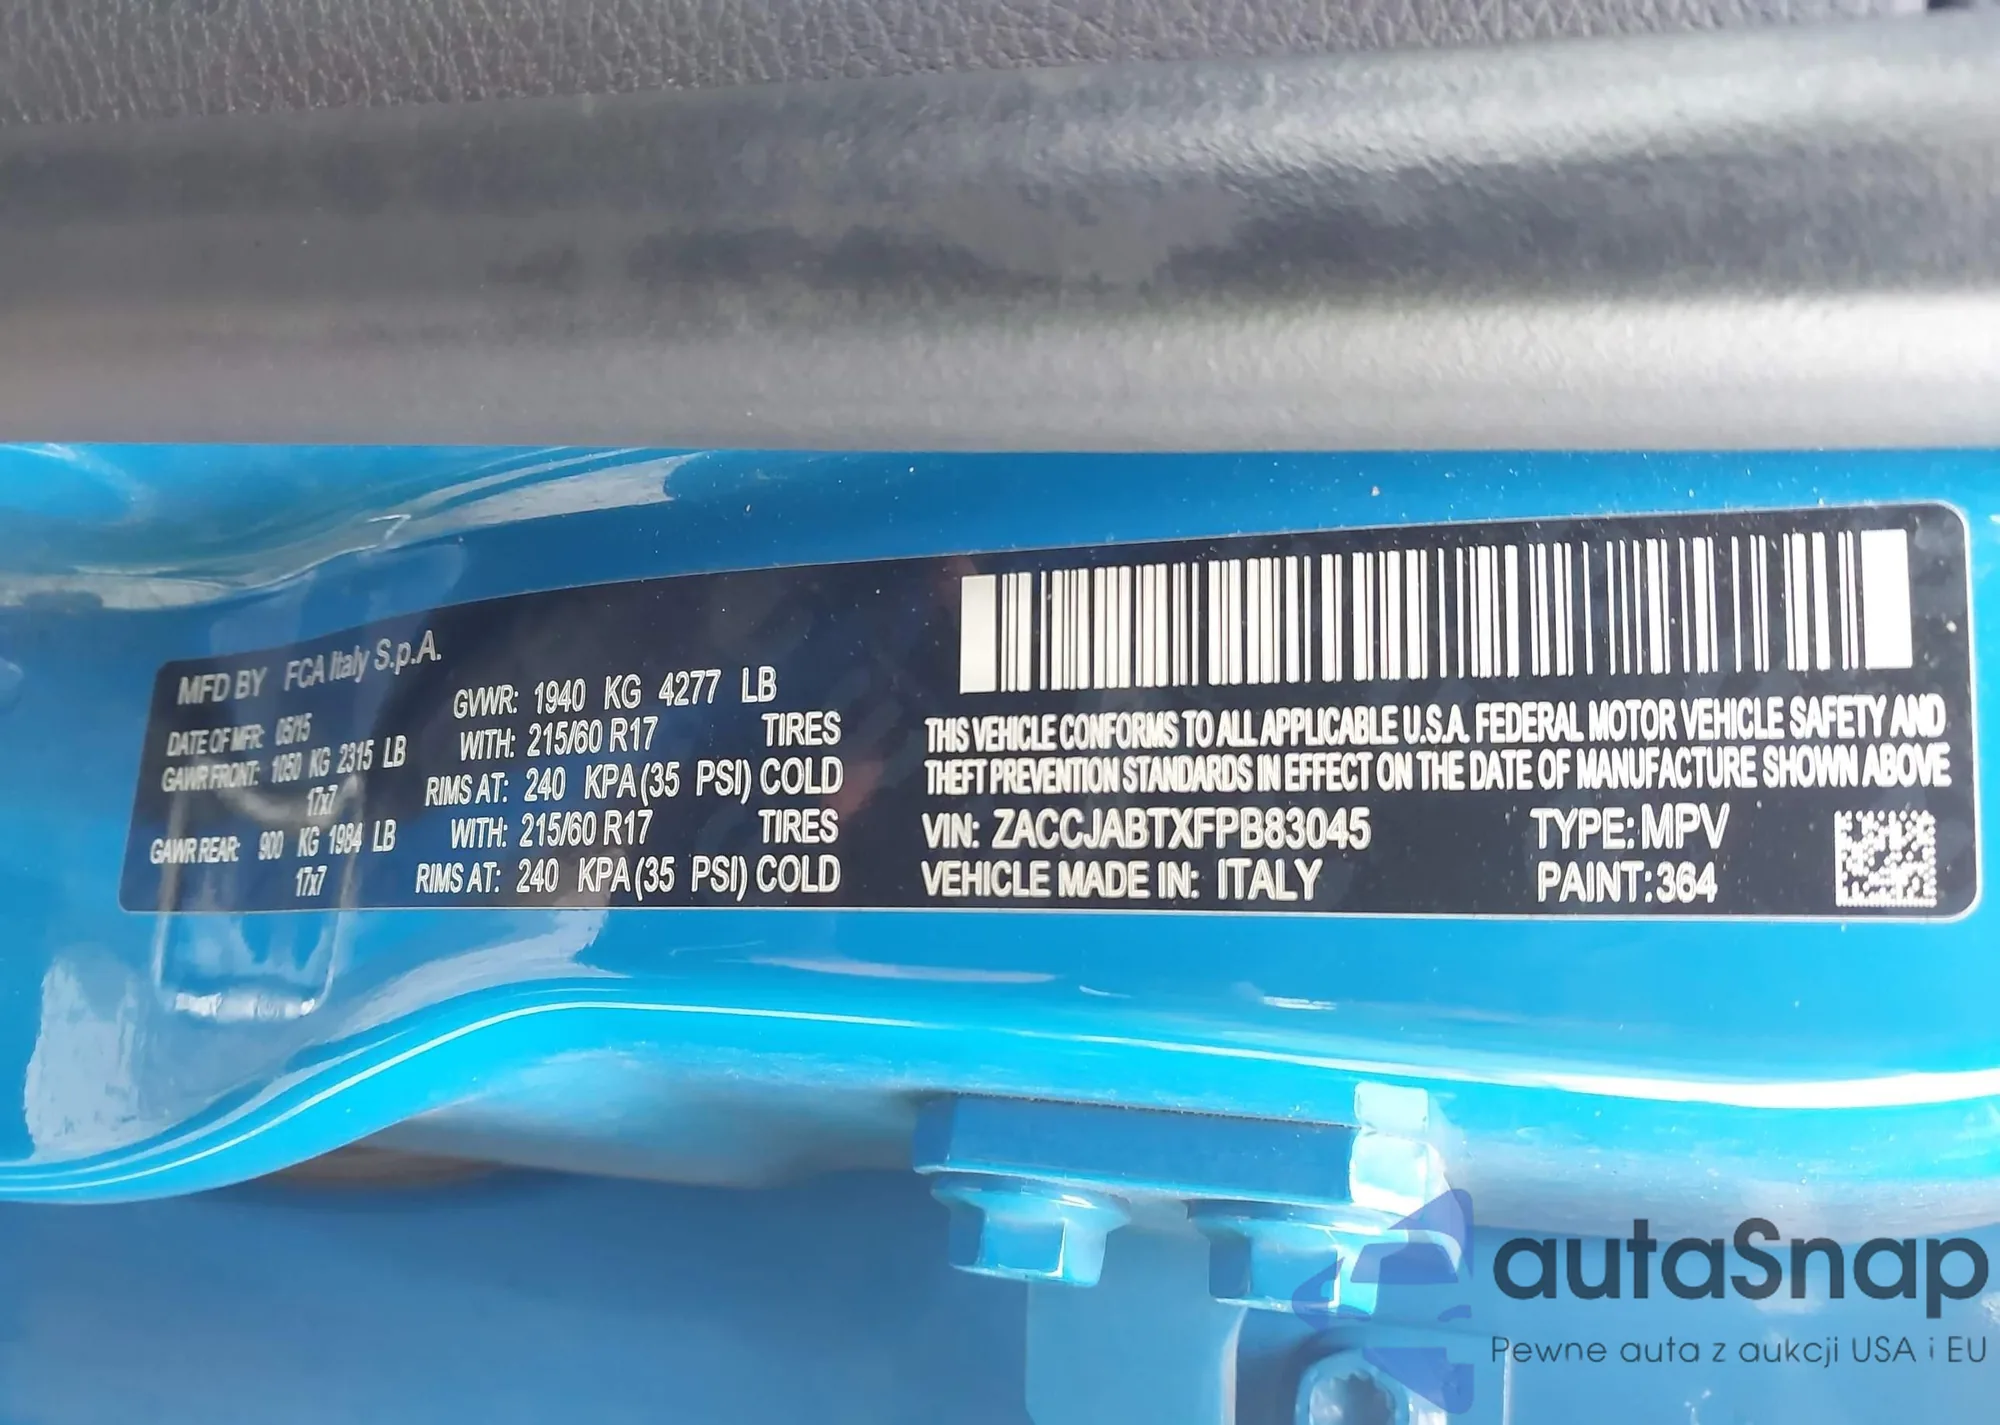 MFD BY FCA Italy S.p.A.
DATE OF MFR: 05/15 GVWR: 1940 KG 4277 LB
GAWR FRONT: 1050 KG 2315 LB WITH: 215/60 R17 TIRES
17x7 RIMS AT: 240 KPA(35 PSI) COLD
GAWR REAR: 900 KG 1984 LB WITH: 215/60 R17 TIRES
17x7 RIMS AT: 240 KPA(35 PSI) COLD
THIS VEHICLE CONFORMS TO ALL APPLICABLE U.S.A. FEDERAL MOTOR VEHICLE SAFETY AND
THEFT PREVENTION STANDARDS IN EFFECT ON THE DATE OF MANUFACTURE SHOWN ABOVE
VIN: ZACCJABTXFPB83045 TYPE: MPV
VEHICLE MADE IN: ITALY PAINT: 364
autaSnap
Pewne auta z aukcji USA i EU